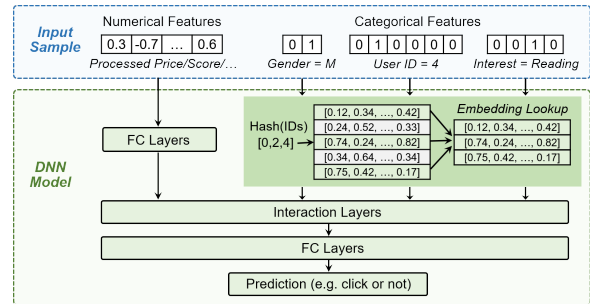 Input
Sample
Numerical Features
Categorical Features
0.3 -0.7 ... 0.6
0 1
0 1 0 0 0 0
0 0 1 0
Processed Price/Score/...
Gender = M
User ID = 4
Interest = Reading
DNN
Model
FC Layers
Hash(IDs)
[0,2,4]
[0.12, 0.34, ..., 0.42]
[0.24, 0.52, ..., 0.33]
[0.74, 0.24, ..., 0.82]
[0.34, 0.64, ..., 0.34]
[0.75, 0.42, ..., 0.17]
Embedding Lookup
[0.12, 0.34, ..., 0.42]
[0.74, 0.24, ..., 0.82]
[0.75, 0.42, ..., 0.17]
Interaction Layers
FC Layers
Prediction (e.g. click or not)